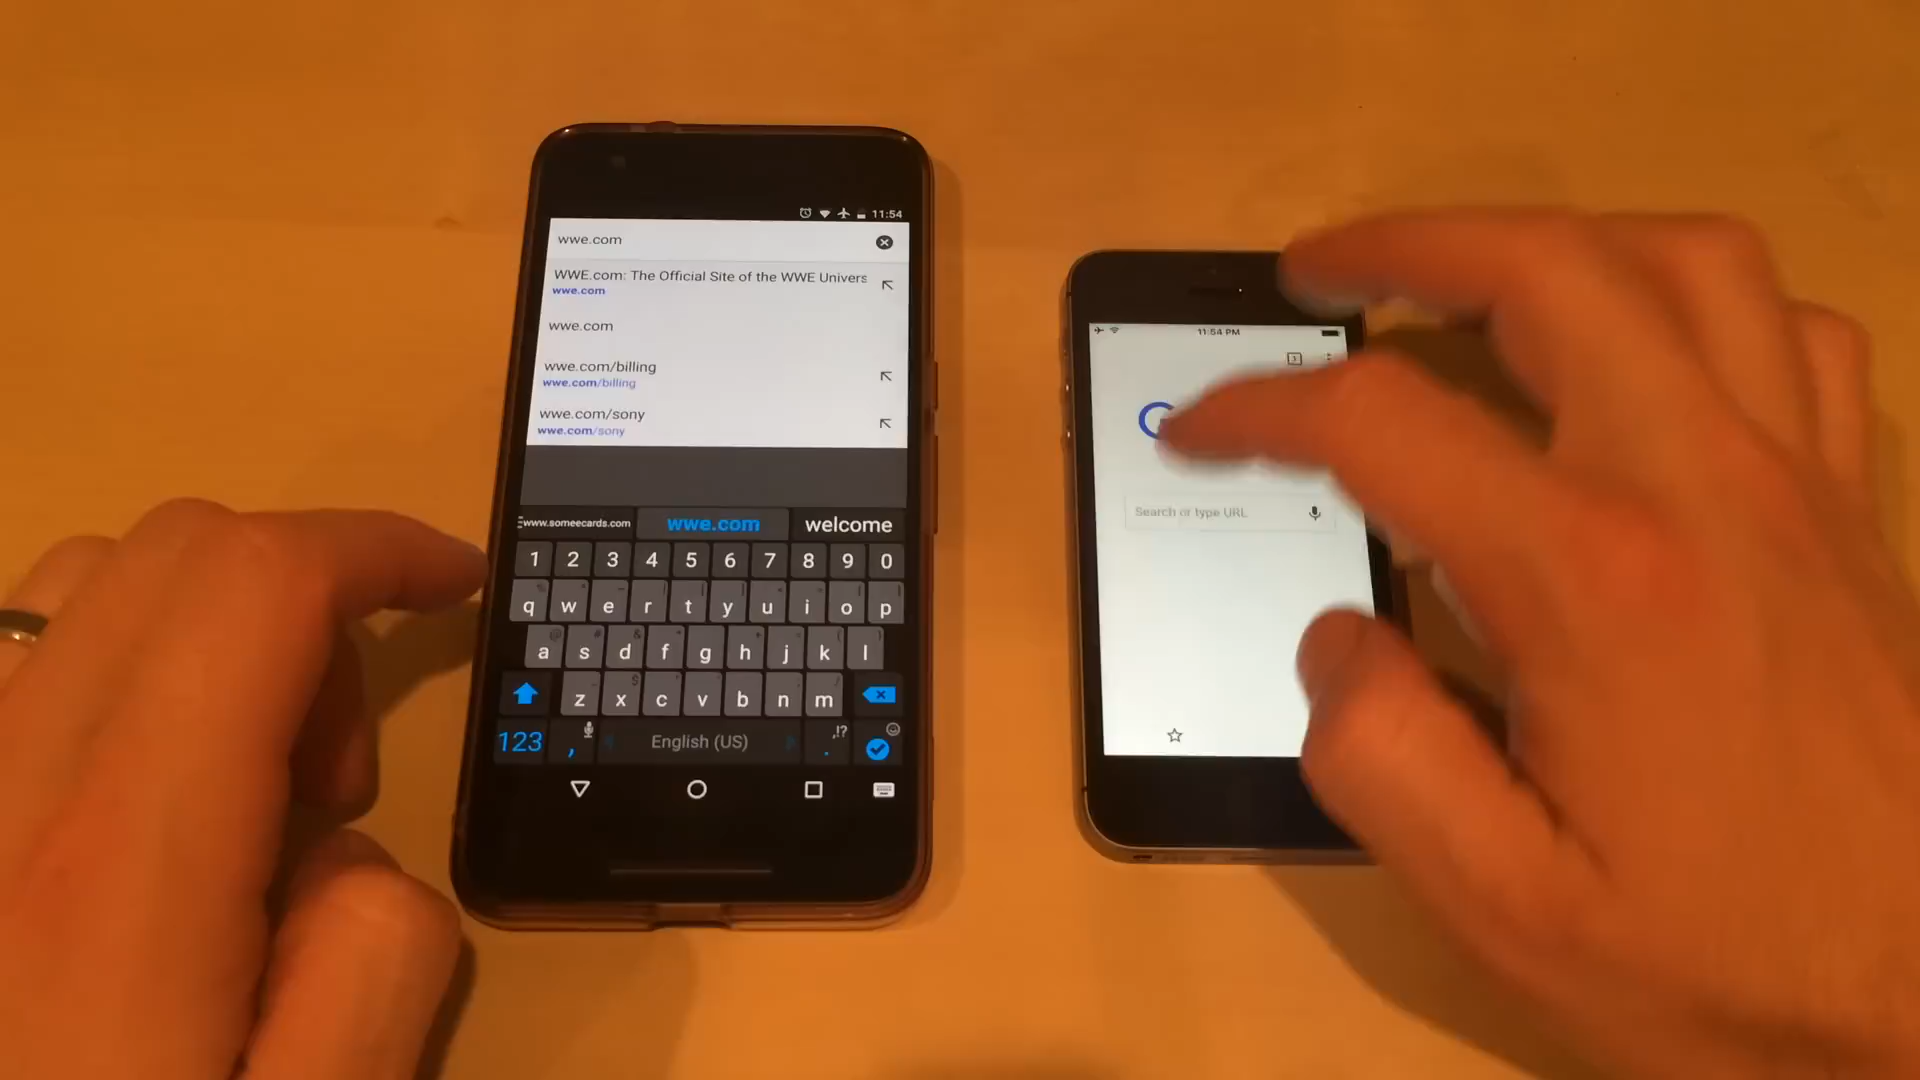 11:54
wwe.com
WWE.com: The Official Site of the WWE Univers
wwe.com
wwe.com
wwe.com/billing
wwe.com/billing
wwe.com/sony
wwe.com/sony
www.someecards.com wwe.com welcome
1 2 3 4 5 6 7 8 9 0
q w e r t y u i o p
a s d f g h j k l
z x c v b n m
123 , English (US) . ,!?
11:54 PM
3
G
Search or type URL